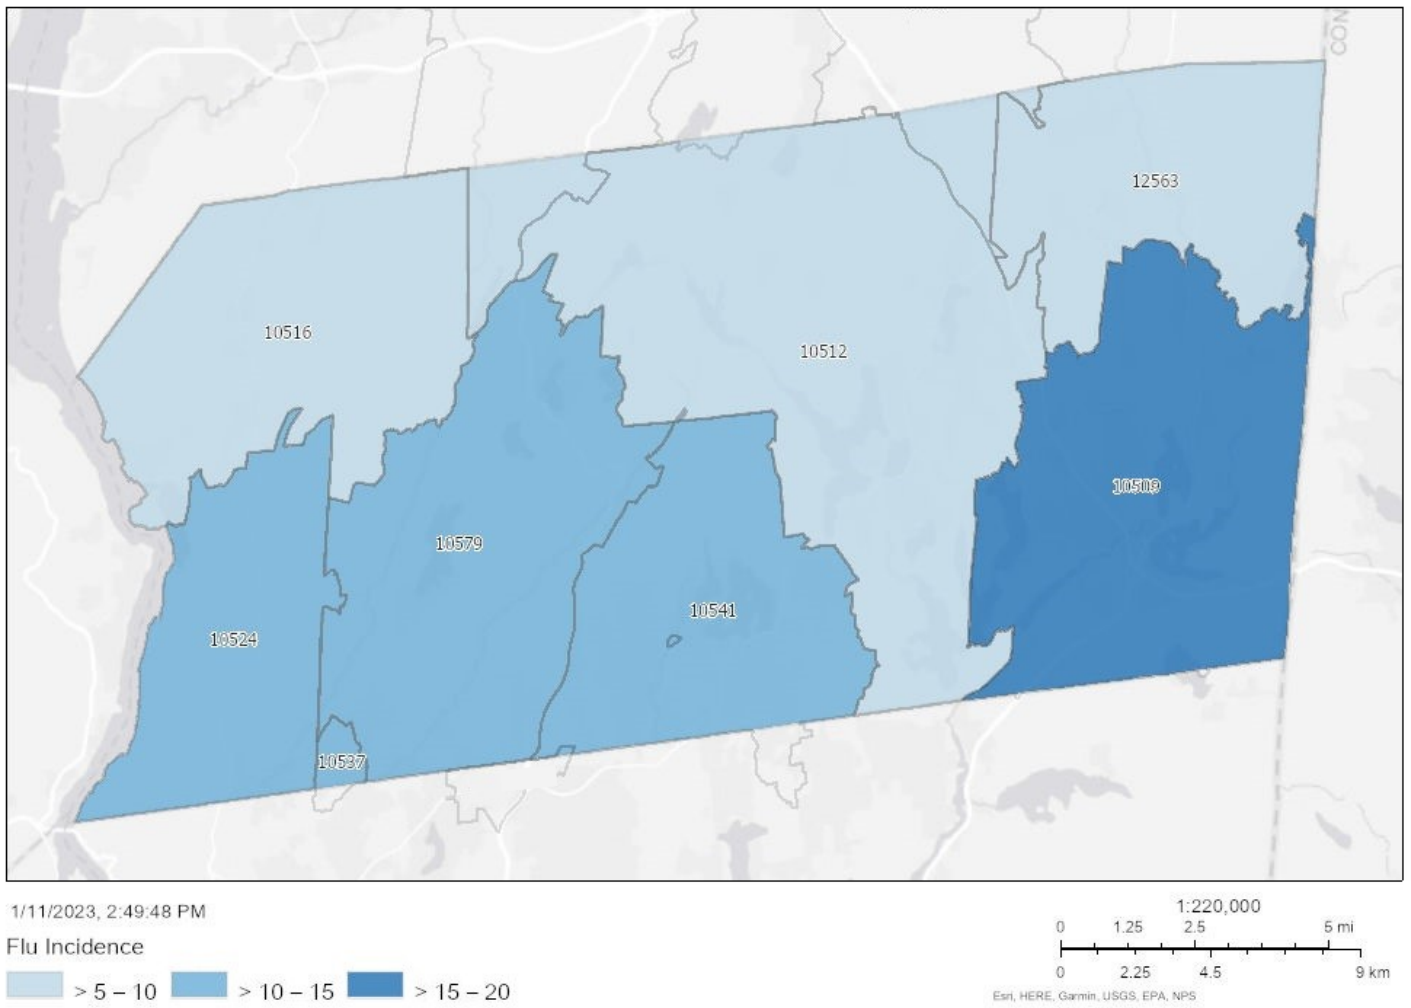 CON
12563
10516
10512
10509
10579
10541
10524
10537
1/11/2023, 2:49:48 PM
Flu Incidence
> 5 – 10 > 10 – 15 > 15 – 20
1:220,000
0 1.25 2.5 5 mi
0 2.25 4.5 9 km
Esri, HERE, Garmin, USGS, EPA, NPS